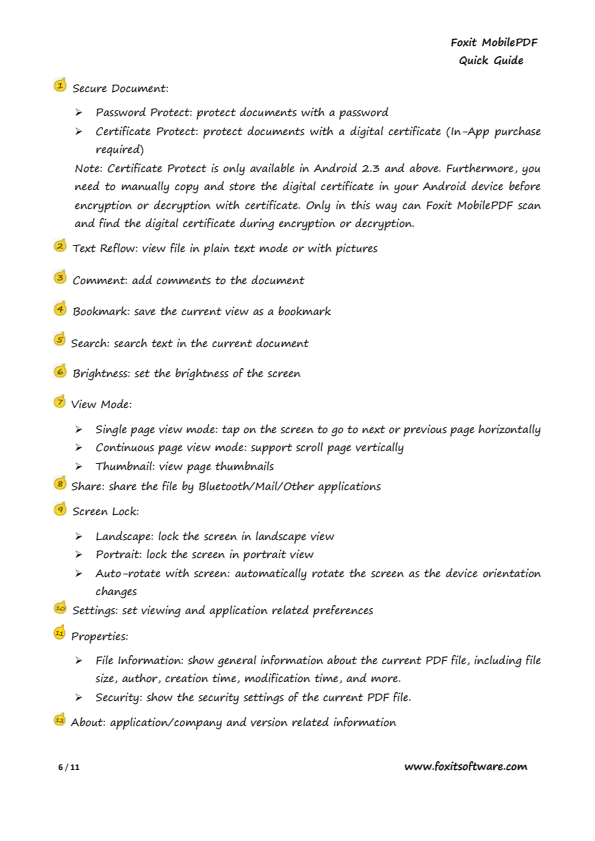 Foxit MobilePDF
Quick Guide
1 Secure Document:
➢ Password Protect: protect documents with a password
➢ Certificate Protect: protect documents with a digital certificate (In-App purchase
required)
Note: Certificate Protect is only available in Android 2.3 and above. Furthermore, you
need to manually copy and store the digital certificate in your Android device before
encryption or decryption with certificate. Only in this way can Foxit MobilePDF scan
and find the digital certificate during encryption or decryption.
2 Text Reflow: view file in plain text mode or with pictures
3 Comment: add comments to the document
4 Bookmark: save the current view as a bookmark
5 Search: search text in the current document
6 Brightness: set the brightness of the screen
7 View Mode:
➢ Single page view mode: tap on the screen to go to next or previous page horizontally
➢ Continuous page view mode: support scroll page vertically
➢ Thumbnail: view page thumbnails
8 Share: share the file by Bluetooth/Mail/Other applications
9 Screen Lock:
➢ Landscape: lock the screen in landscape view
➢ Portrait: lock the screen in portrait view
➢ Auto-rotate with screen: automatically rotate the screen as the device orientation
changes
10 Settings: set viewing and application related preferences
11 Properties:
➢ File Information: show general information about the current PDF file, including file
size, author, creation time, modification time, and more.
➢ Security: show the security settings of the current PDF file.
12 About: application/company and version related information
6 / 11
www.foxitsoftware.com